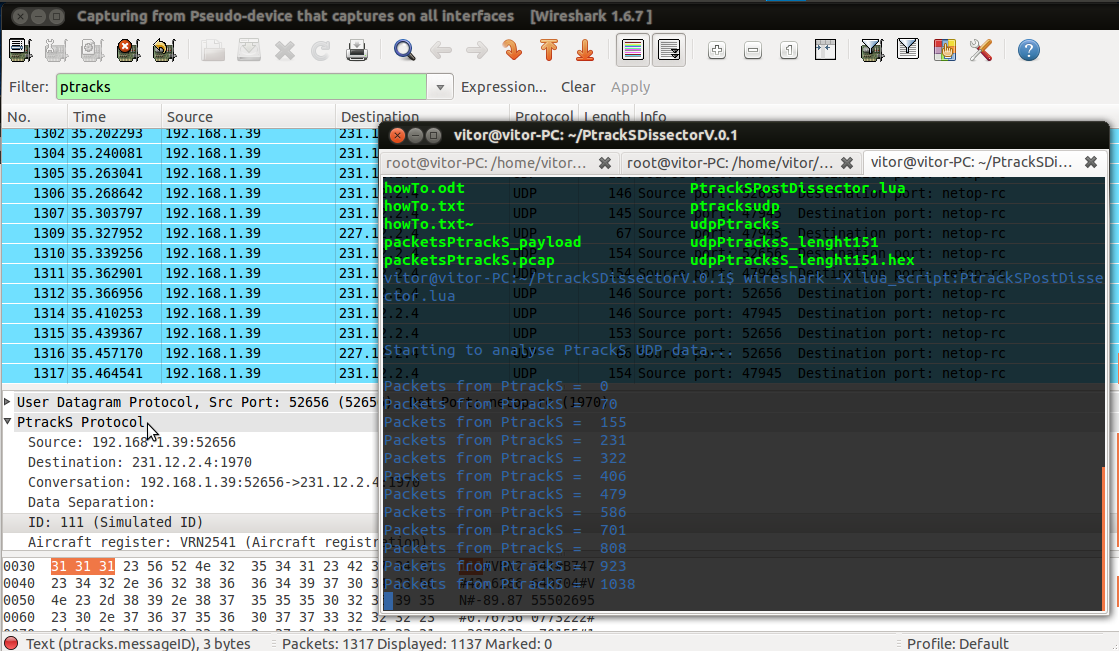 Capturing from Pseudo-device that captures on all interfaces [Wireshark 1.6.7 ]
Filter: ptracks Expression... Clear Apply
No. Time Source Destination Protocol Length Info
1302 35.202293 192.168.1.39 231.1
1304 35.240081 192.168.1.39 231.1
1305 35.263041 192.168.1.39 231.1
1306 35.268642 192.168.1.39 231.1
1307 35.303797 192.168.1.39 231.1
1309 35.327952 192.168.1.39 227.1
1310 35.339256 192.168.1.39 231.1
1311 35.362901 192.168.1.39 231.1
1312 35.366956 192.168.1.39 231.1
1314 35.410253 192.168.1.39 231.1
1315 35.439367 192.168.1.39 231.1
1316 35.457170 192.168.1.39 227.1
1317 35.464541 192.168.1.39 231.1
User Datagram Protocol, Src Port: 52656 (5265
PtrackS Protocol
Source: 192.168.1.39:52656
Destination: 231.12.2.4:1970
Conversation: 192.168.1.39:52656->231.12.2.4:1970
Data Separation:
ID: 111 (Simulated ID)
Aircraft register: VRN2541 (Aircraft registration)
0030 31 31 31 23 56 52 4e 32 35 34 31 23 42 3
0040 23 34 32 2e 36 32 38 36 36 34 39 37 30 3
0050 4e 23 2d 38 39 2e 38 37 35 35 35 30 32 3 39 35 N#-89.87 55502695
0060 23 30 2e 37 36 37 35 36 30 37 37 33 32 32 32 23
Text (ptracks.messageID), 3 bytes Packets: 1317 Displayed: 1137 Marked: 0 Profile: Default
vitor@vitor-PC: ~/PtrackSDissectorV.0.1
root@vitor-PC: /home/vitor... root@vitor-PC: /home/vitor/... vitor@vitor-PC: ~/PtrackSDi...
howTo.odt PtrackSPostDissector.lua
howTo.txt ptracksudp
howTo.txt~ udpPtracks
packetsPtrackS_payload udpPtracksS_lenght151
packetsPtrackS.pcap udpPtracksS_lenght151.hex
vitor@vitor-PC:~/PtrackSDissectorV.0.1$ wireshark -X lua_script:PtrackSPostDisse
ctor.lua
Starting to analyse PtrackS UDP data...
Packets from PtrackS = 0
Packets from PtrackS = 70
Packets from PtrackS = 155
Packets from PtrackS = 231
Packets from PtrackS = 322
Packets from PtrackS = 406
Packets from PtrackS = 479
Packets from PtrackS = 586
Packets from PtrackS = 701
Packets from PtrackS = 808
Packets from PtrackS = 923
Packets from PtrackS = 1038